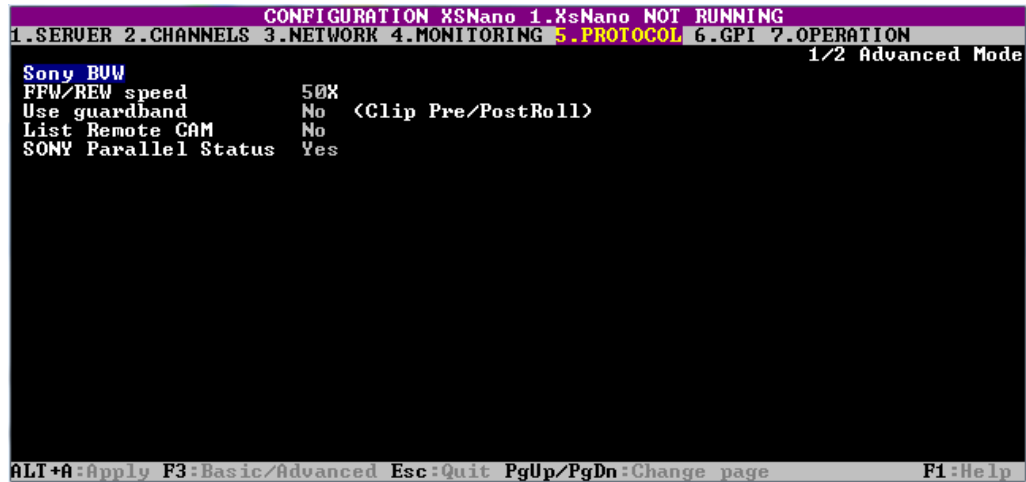 CONFIGURATION XSNano 1.XsNano NOT RUNNING
1.SERVER 2.CHANNELS 3.NETWORK 4.MONITORING 5.PROTOCOL 6.GPI 7.OPERATION
1/2 Advanced Mode
Sony BVW
FFW/REW speed 50X
Use guardband No (Clip Pre/PostRoll)
List Remote CAM No
SONY Parallel Status Yes
ALT+A:Apply F3:Basic/Advanced Esc:Quit PgUp/PgDn:Change page F1:Help